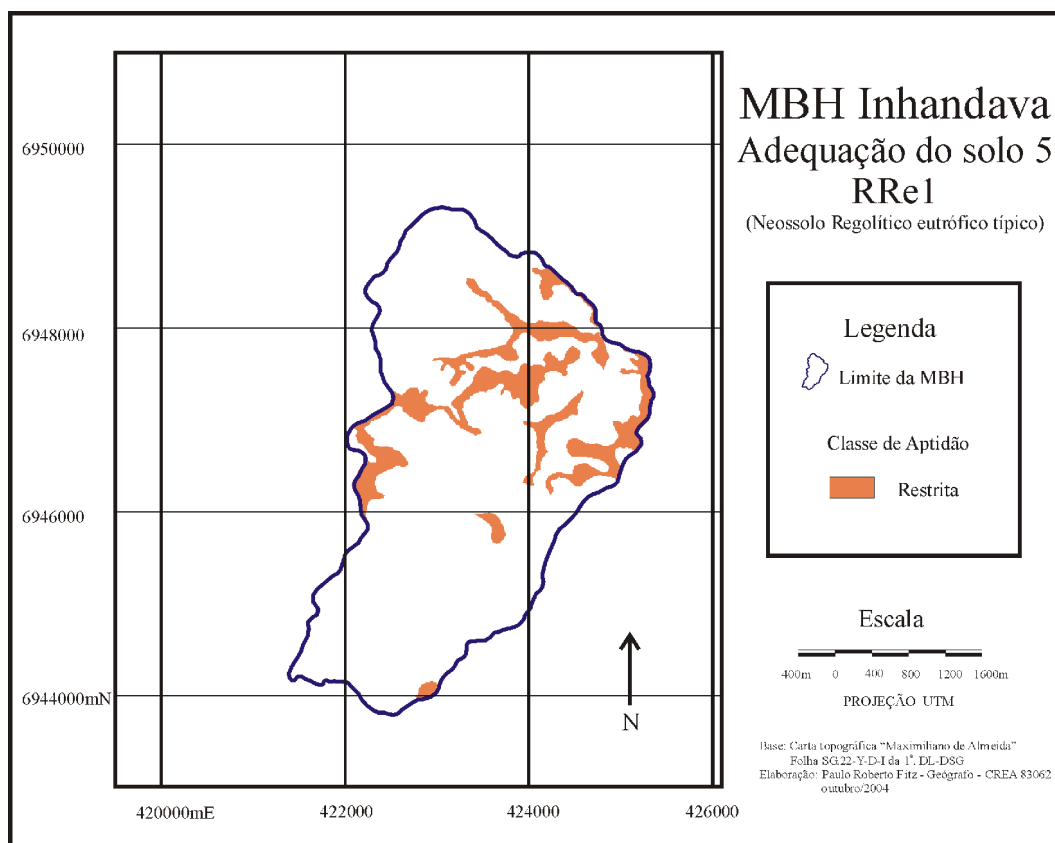 MBH Inhandava
Adequação do solo 5
RRe1
(Neossolo Regolítico eutrófico típico)
6950000
6948000
6946000
6944000mN
420000mE
422000
424000
426000
N
Legenda
Limite da MBH
Classe de Aptidão
Restrita
Escala
400m 0 400 800 1200 1600m
PROJEÇÃO UTM
Base: Carta topográfica "Maximiliano de Almeida"
Folha SG.22-Y-D-I da 1ª. DL-DSG
Elaboração: Paulo Roberto Fitz - Geógrafo - CREA 83062
outubro/2004